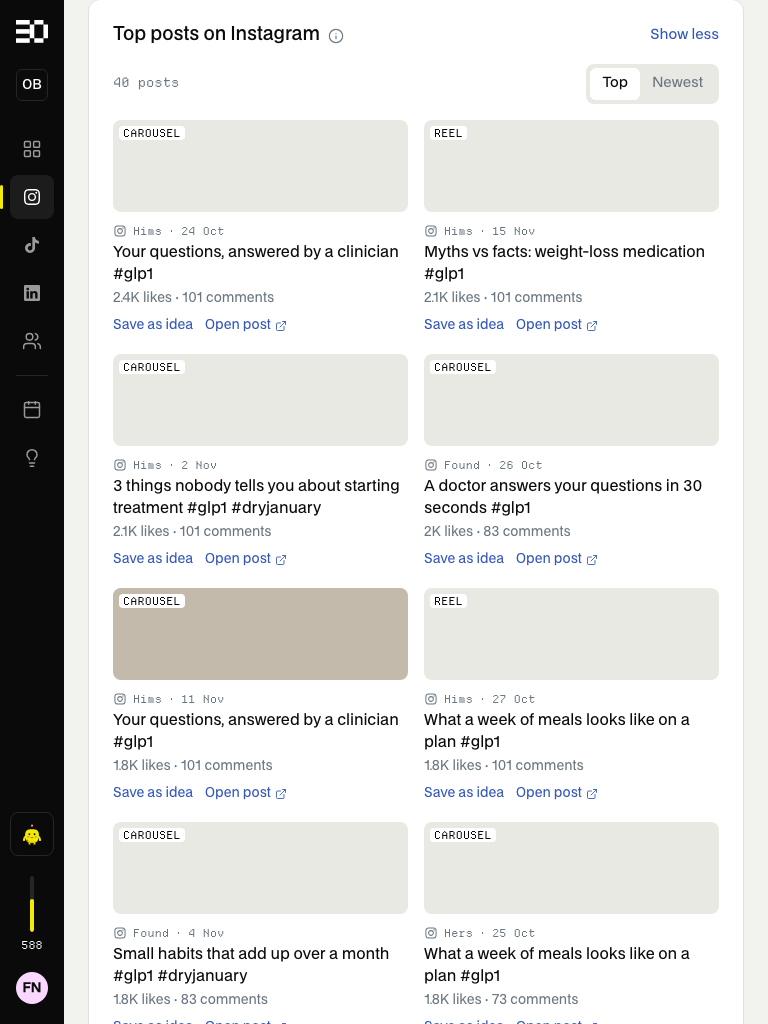 Top posts on Instagram
Show less
OB
40 posts
Top
Newest
CAROUSEL
Hims · 24 Oct
Your questions, answered by a clinician
#glp1
2.4K likes · 101 comments
Save as idea
Open post
REEL
Hims · 15 Nov
Myths vs facts: weight-loss medication
#glp1
2.1K likes · 101 comments
Save as idea
Open post
CAROUSEL
Hims · 2 Nov
3 things nobody tells you about starting
treatment #glp1 #dryjanuary
2.1K likes · 101 comments
Save as idea
Open post
CAROUSEL
Found · 26 Oct
A doctor answers your questions in 30
seconds #glp1
2K likes · 83 comments
Save as idea
Open post
CAROUSEL
Hims · 11 Nov
Your questions, answered by a clinician
#glp1
1.8K likes · 101 comments
Save as idea
Open post
REEL
Hims · 27 Oct
What a week of meals looks like on a
plan #glp1
1.8K likes · 101 comments
Save as idea
Open post
CAROUSEL
Found · 4 Nov
Small habits that add up over a month
#glp1 #dryjanuary
1.8K likes · 83 comments
CAROUSEL
Hers · 25 Oct
What a week of meals looks like on a
plan #glp1
1.8K likes · 73 comments
588
FN